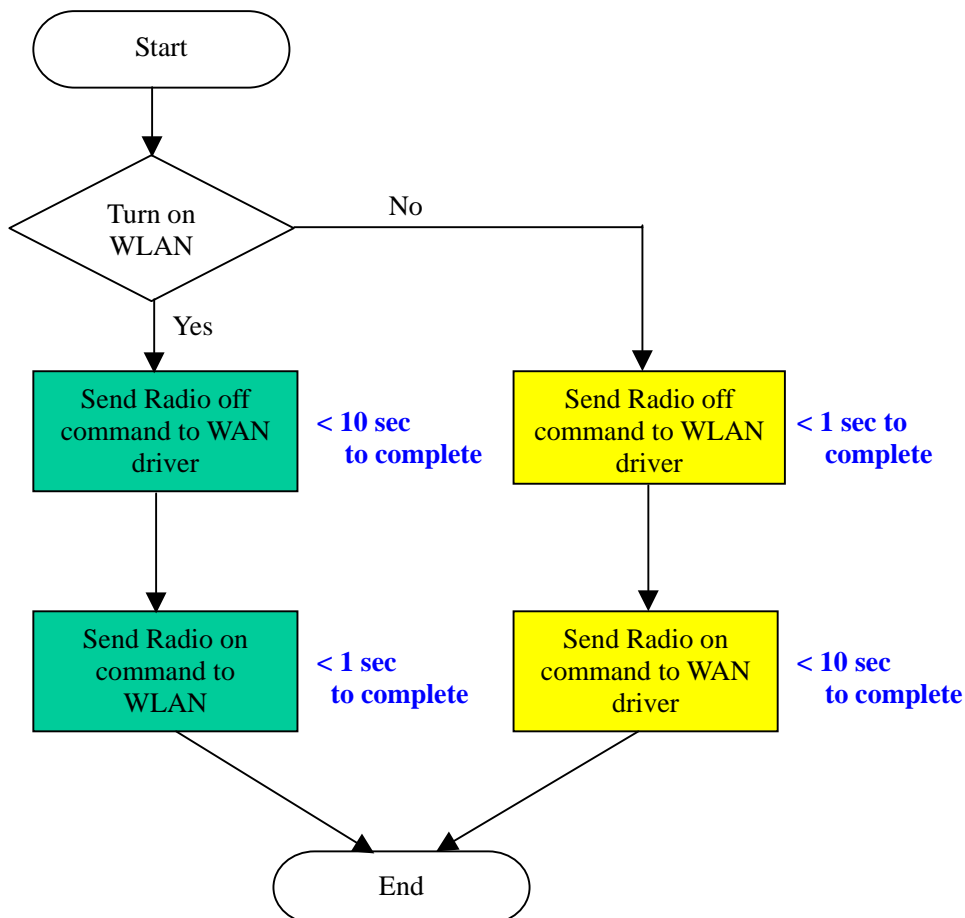 Start
Turn on
WLAN
No
Yes
Send Radio off
command to WAN
driver
< 10 sec
to complete
Send Radio off
command to WLAN
driver
< 1 sec to
complete
Send Radio on
command to
WLAN
< 1 sec
to complete
Send Radio on
command to WAN
driver
< 10 sec
to complete
End